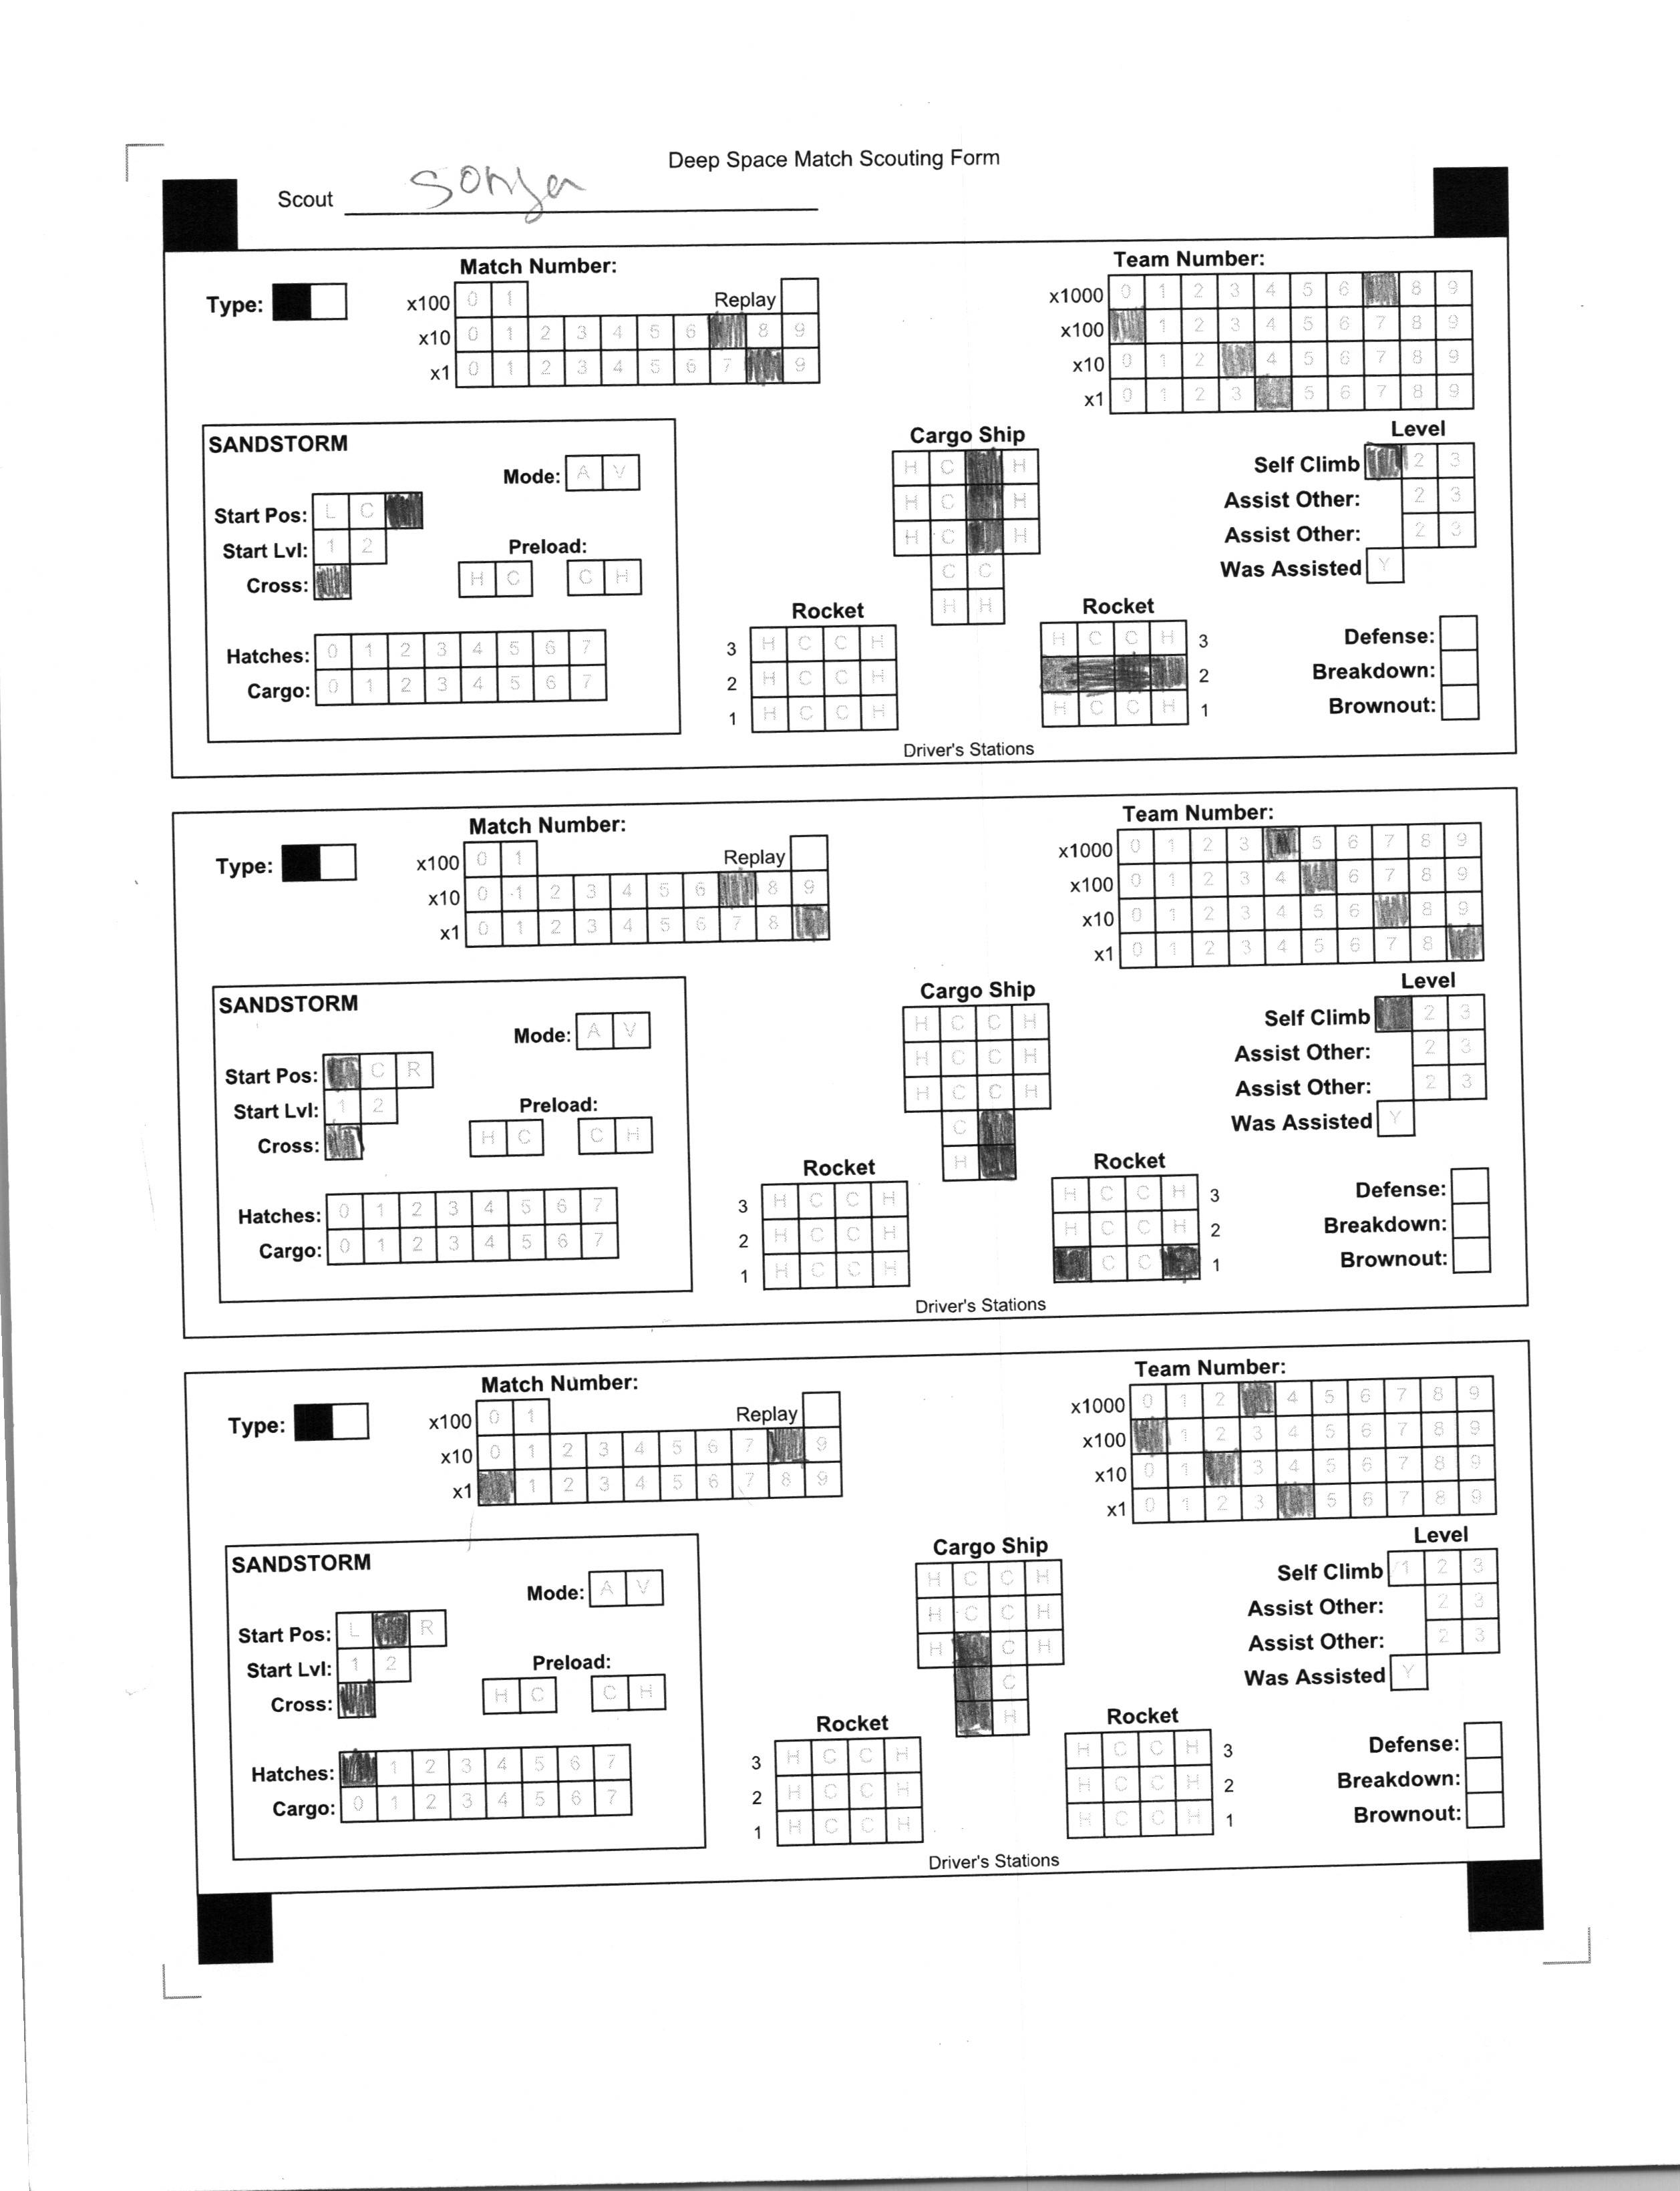 Deep Space Match Scouting Form
Scout Sonya
Match Number: Team Number:
Type: x100 0 1 Replay x1000 0 1 2 3 4 5 6 8 9
x10 0 1 2 3 4 5 6 8 9 x100 1 2 3 4 5 6 7 8 9
x1 0 1 2 3 4 5 6 7 9 x10 0 1 2 4 5 6 7 8 9
x1 0 1 2 3 5 6 7 8 9
SANDSTORM Cargo Ship Level
Mode: A V H C H Self Climb 2 3
Start Pos: L C H C H Assist Other: 2 3
Start Lvl: 1 2 Preload: H C H Assist Other: 2 3
Cross: H C C H C C Was Assisted Y
H H
Rocket Rocket
Hatches: 0 1 2 3 4 5 6 7 3 H C C H H C C H 3 Defense:
Cargo: 0 1 2 3 4 5 6 7 2 H C C H 2 Breakdown:
1 H C C H H C C H 1 Brownout:
Driver's Stations
Match Number: Team Number:
Type: x100 0 1 Replay x1000 0 1 2 3 5 6 7 8 9
x10 0 1 2 3 4 5 6 8 9 x100 0 1 2 3 4 6 7 8 9
x1 0 1 2 3 4 5 6 7 8 x10 0 1 2 3 4 5 6 8 9
x1 0 1 2 3 4 5 6 7 8
SANDSTORM Cargo Ship Level
Mode: A V H C C H Self Climb 2 3
Start Pos: C R H C C H Assist Other: 2 3
Start Lvl: 1 2 Preload: H C C H Assist Other: 2 3
Cross: H C C H C Was Assisted Y
H
Rocket Rocket
Hatches: 0 1 2 3 4 5 6 7 3 H C C H H C C H 3 Defense:
Cargo: 0 1 2 3 4 5 6 7 2 H C C H H C C H 2 Breakdown:
1 H C C H C C 1 Brownout:
Driver's Stations
Match Number: Team Number:
Type: x100 0 1 Replay x1000 0 1 2 4 5 6 7 8 9
x10 0 1 2 3 4 5 6 7 9 x100 1 2 3 4 5 6 7 8 9
x1 1 2 3 4 5 6 7 8 9 x10 0 1 3 4 5 6 7 8 9
x1 0 1 2 3 5 6 7 8 9
SANDSTORM Cargo Ship Level
Mode: A V H C C H Self Climb 1 2 3
Start Pos: L R H C C H Assist Other: 2 3
Start Lvl: 1 2 Preload: H C H Assist Other: 2 3
Cross: H C C H C Was Assisted Y
H
Rocket Rocket
Hatches: 1 2 3 4 5 6 7 3 H C C H H C C H 3 Defense:
Cargo: 0 1 2 3 4 5 6 7 2 H C C H H C C H 2 Breakdown:
1 H C C H H C C H 1 Brownout:
Driver's Stations